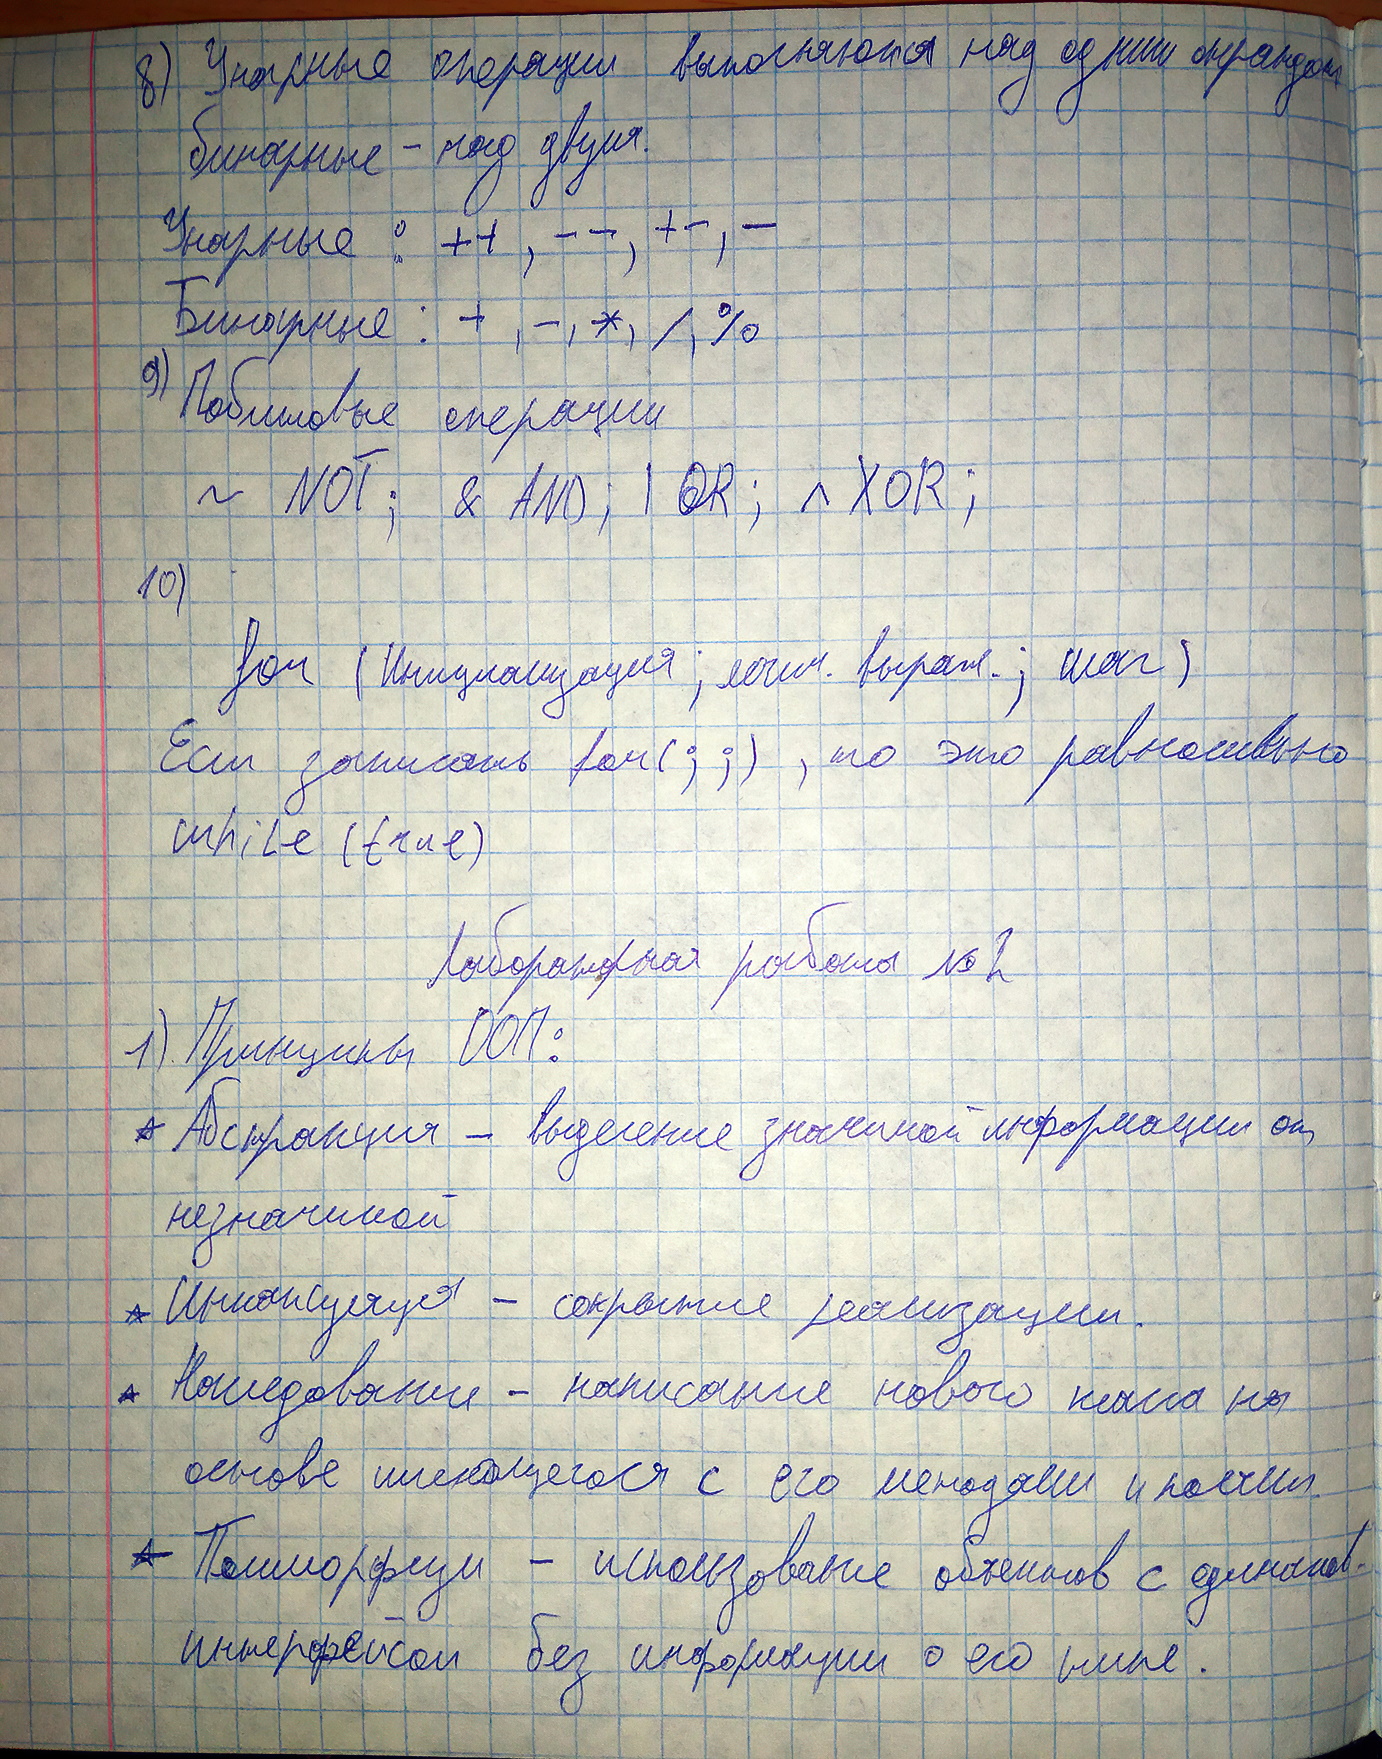 8) Унарные операции выполняются над одним операндом
бинарные - над двумя.
Унарные : ++ , -- , +- , -
Бинарные : + , - , * , / , %
9) Побитовые операции
~ NOT ; & AND ; | OR ; ^ XOR ;
10)
for ( Инициализация ; логич. выраж. ; шаг )
Если записать for( ; ; ) , то это равносильно
while (true)
Лабораторная работа №2
1). Принципы ООП:
* Абстракция - выделение значимой информации от
незначимой
* Инкапсуляция - сокрытие реализации.
* Наследование - написание нового класса на
основе имеющегося с его методами и полями.
* Полиморфизм - использование объектов с одинаков.
интерфейсом без информации о его типе.